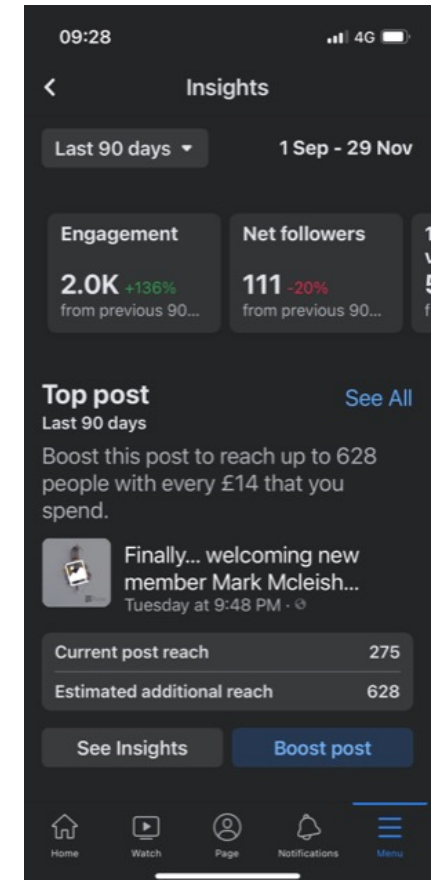 09:28
4G
Insights
Last 90 days
1 Sep - 29 Nov
Engagement
2.0K +136%
from previous 90...
Net followers
111 -20%
from previous 90...
Top post
See All
Last 90 days
Boost this post to reach up to 628
people with every £14 that you
spend.
Finally... welcoming new
member Mark Mcleish...
Tuesday at 9:48 PM ·
Current post reach 275
Estimated additional reach 628
See Insights
Boost post
Home
Watch
Page
Notifications
Menu